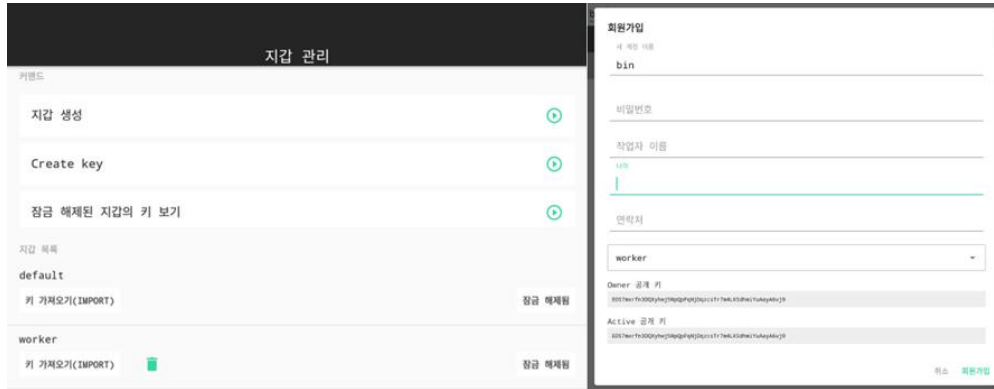 지갑 관리
커맨드
지갑 생성
Create key
잠금 해제된 지갑의 키 보기
지갑 목록
default
키 가져오기(IMPORT)
잠금 해제됨
worker
키 가져오기(IMPORT)
잠금 해제됨
회원가입
새 계정 이름
bin
비밀번호
작업자 이름
나이
연락처
worker
Owner 공개 키
Active 공개 키
취소 회원가입